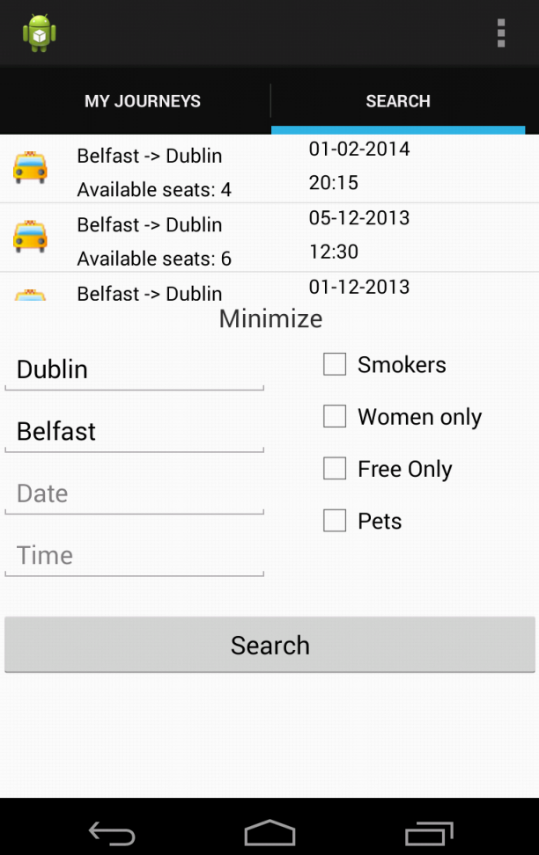 MY JOURNEYS
SEARCH
Belfast -> Dublin
01-02-2014
Available seats: 4
20:15
Belfast -> Dublin
05-12-2013
Available seats: 6
12:30
Belfast -> Dublin
01-12-2013
Minimize
Dublin
Smokers
Belfast
Women only
Date
Free Only
Time
Pets
Search